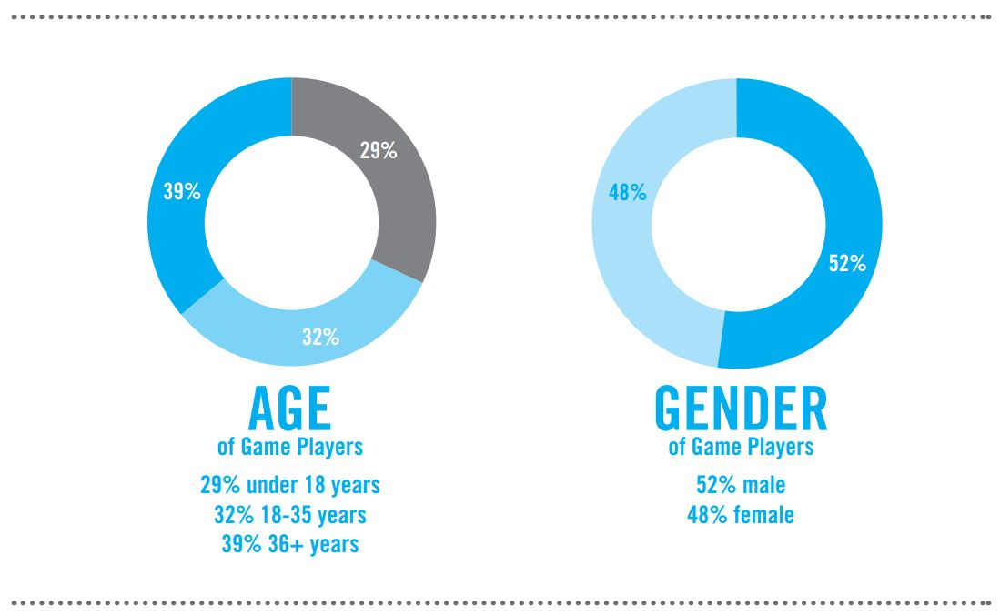 29%
39%
32%
48%
52%
AGE
of Game Players
29% under 18 years
32% 18-35 years
39% 36+ years
GENDER
of Game Players
52% male
48% female